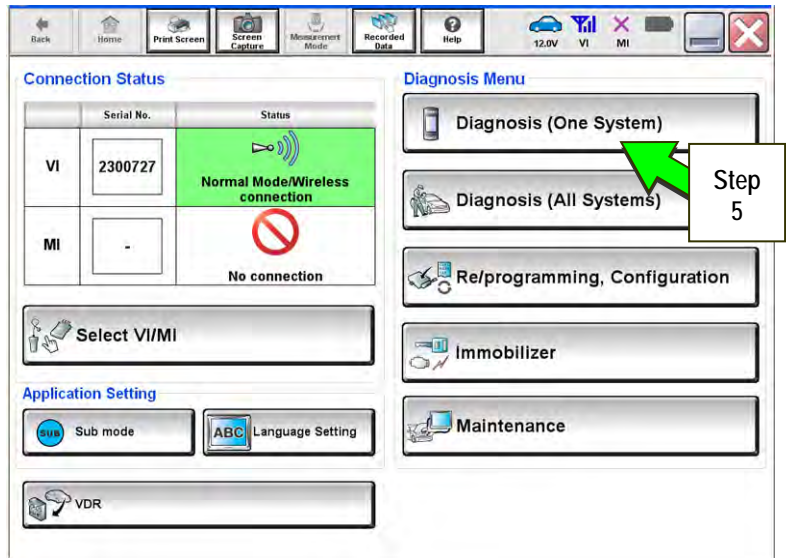 Back
Home
Print Screen
Screen
Capture
Measurement
Mode
Recorded
Data
Help
12.0V
VI
MI
Connection Status
Serial No.
Status
VI
2300727
Normal Mode/Wireless
connection
MI
-
No connection
Select VI/MI
Application Setting
SUB
Sub mode
ABC
Language Setting
VDR
Diagnosis Menu
Diagnosis (One System)
Step
5
Diagnosis (All Systems)
Re/programming, Configuration
Immobilizer
Maintenance